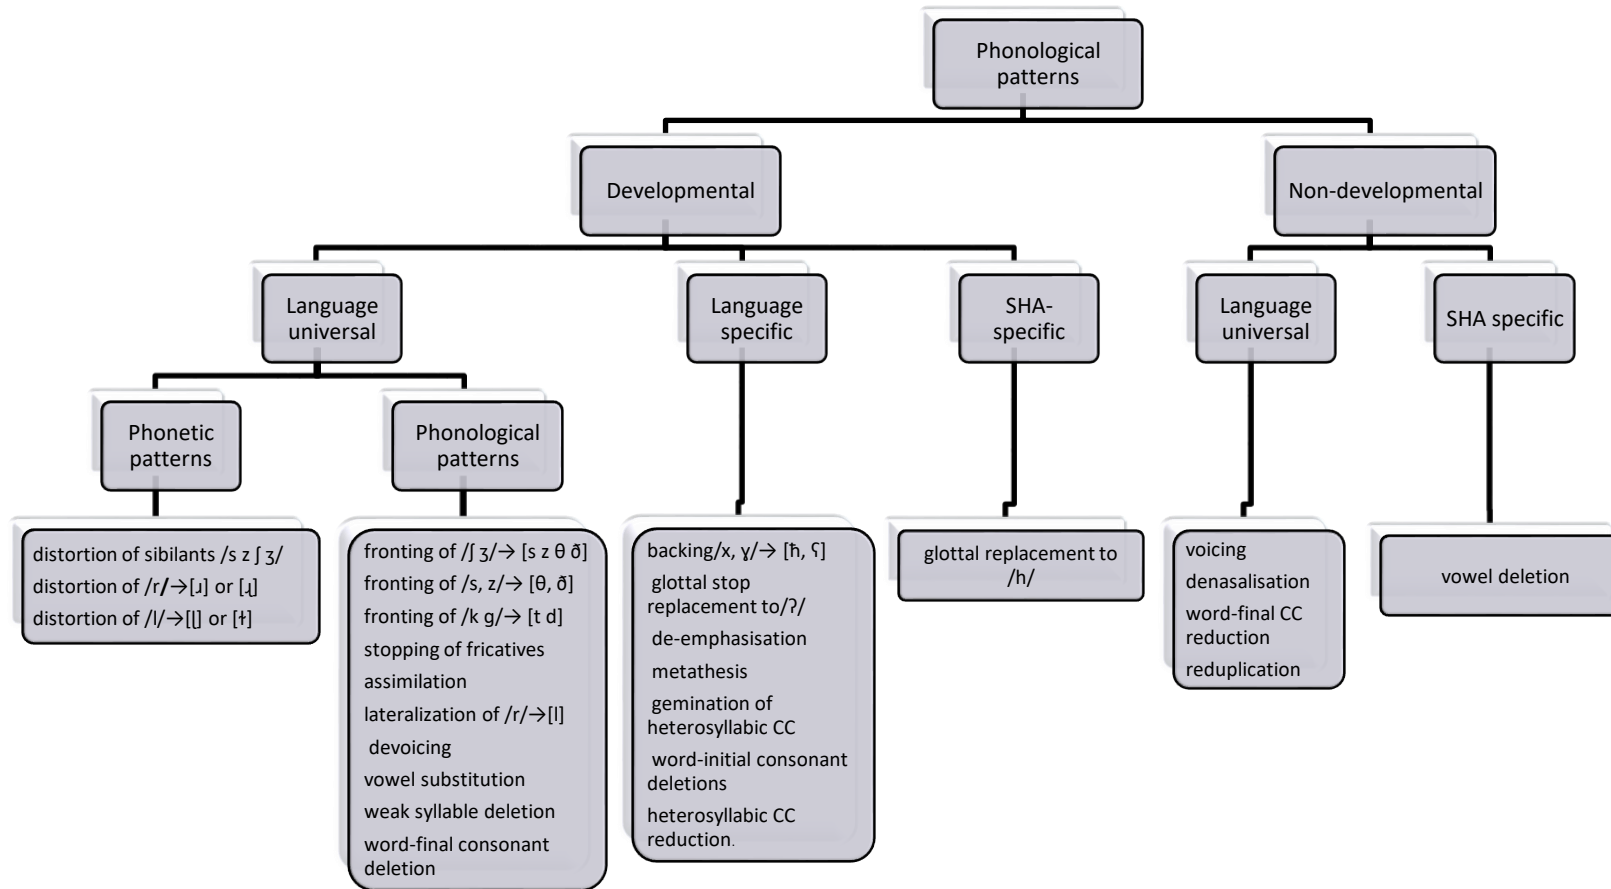 Phonological
patterns
Developmental
Non-developmental
Language
universal
Language
specific
SHA-
specific
Language
universal
SHA specific
Phonetic
patterns
Phonological
patterns
distortion of sibilants /s z ʃ ʒ/
distortion of /r/→[ɹ] or [ɻ]
distortion of /l/→[ɭ] or [ɫ]
fronting of /ʃ ʒ/→ [s z θ ð]
fronting of /s, z/→ [θ, ð]
fronting of /k g/→ [t d]
stopping of fricatives
assimilation
lateralization of /r/→[l]
devoicing
vowel substitution
weak syllable deletion
word-final consonant
deletion
backing/x, ɣ/→ [ħ, ʕ]
glottal stop
replacement to/ʔ/
de-emphasisation
metathesis
gemination of
heterosyllabic CC
word-initial consonant
deletions
heterosyllabic CC
reduction.
glottal replacement to
/h/
voicing
denasalisation
word-final CC
reduction
reduplication
vowel deletion